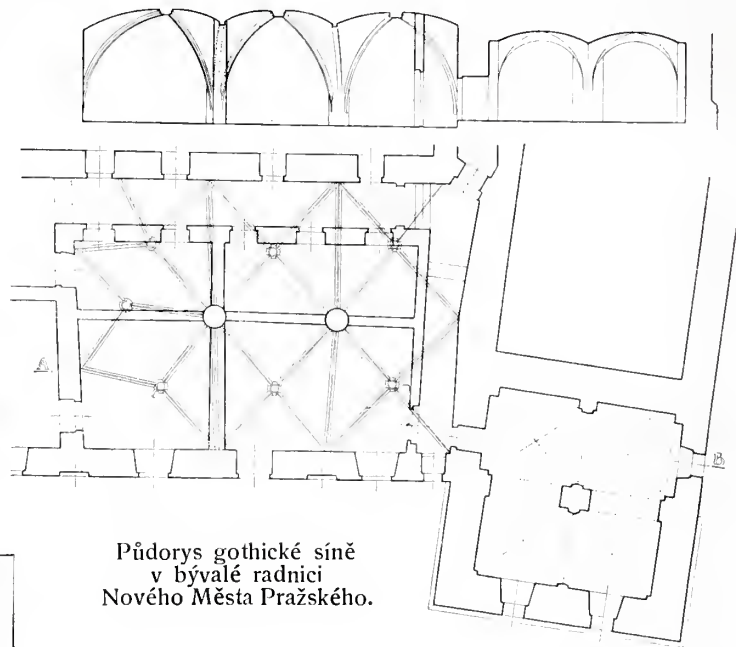 A
B
Půdorys gothické síně
v bývalé radnici
Nového Města Pražského.